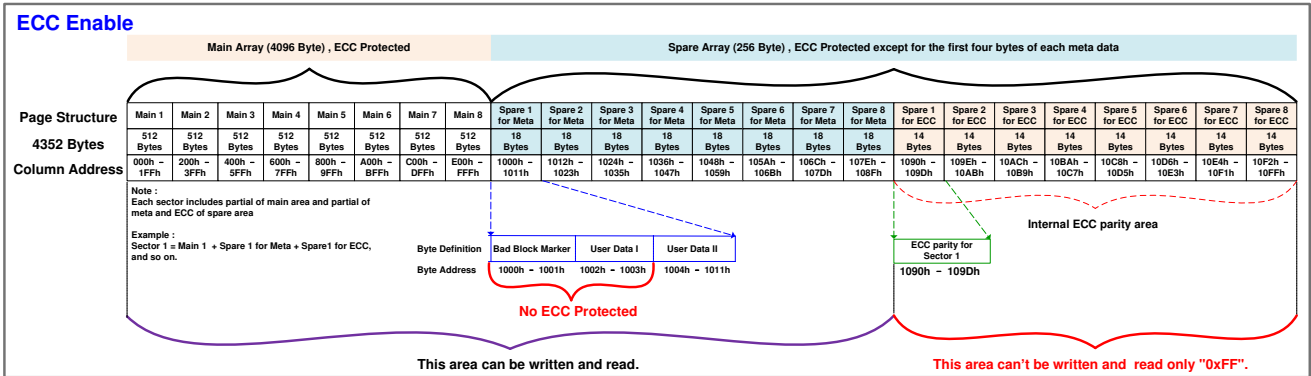 ECC Enable
Main Array (4096 Byte) , ECC Protected
Spare Array (256 Byte) , ECC Protected except for the first four bytes of each meta data
Page Structure
Main 1 Main 2 Main 3 Main 4 Main 5 Main 6 Main 7 Main 8
Spare 1 Spare 2 Spare 3 Spare 4 Spare 5 Spare 6 Spare 7 Spare 8 Spare 1 Spare 2 Spare 3 Spare 4 Spare 5 Spare 6 Spare 7 Spare 8
for Meta for Meta for Meta for Meta for Meta for Meta for Meta for Meta for ECC for ECC for ECC for ECC for ECC for ECC for ECC for ECC
4352 Bytes
512 512 512 512 512 512 512 512 18 18 18 18 18 18 18 18 14 14 14 14 14 14 14 14
Bytes Bytes Bytes Bytes Bytes Bytes Bytes Bytes Bytes Bytes Bytes Bytes Bytes Bytes Bytes Bytes Bytes Bytes Bytes Bytes Bytes Bytes Bytes Bytes
Column Address
000h – 200h – 400h – 600h – 800h – A00h – C00h – E00h – 1000h – 1012h – 1024h – 1036h – 1048h – 105Ah – 106Ch – 107Eh – 1090h – 109Eh – 10ACh – 10BAh – 10C8h – 10D6h – 10E4h – 10F2h –
1FFh 3FFh 5FFh 7FFh 9FFh BFFh DFFh FFFh 1011h 1023h 1035h 1047h 1059h 106Bh 107Dh 108Fh 109Dh 10ABh 10B9h 10C7h 10D5h 10E3h 10F1h 10FFh
Note :
Each sector includes partial of main area and partial of
meta and ECC of spare area
Example :
Sector 1 = Main 1 + Spare 1 for Meta + Spare1 for ECC,
and so on.
Internal ECC parity area
Byte Definition Bad Block Marker User Data I User Data II
Byte Address 1000h – 1001h 1002h – 1003h 1004h – 1011h
ECC parity for
Sector 1
1090h – 109Dh
No ECC Protected
This area can be written and read.
This area can't be written and read only "0xFF".